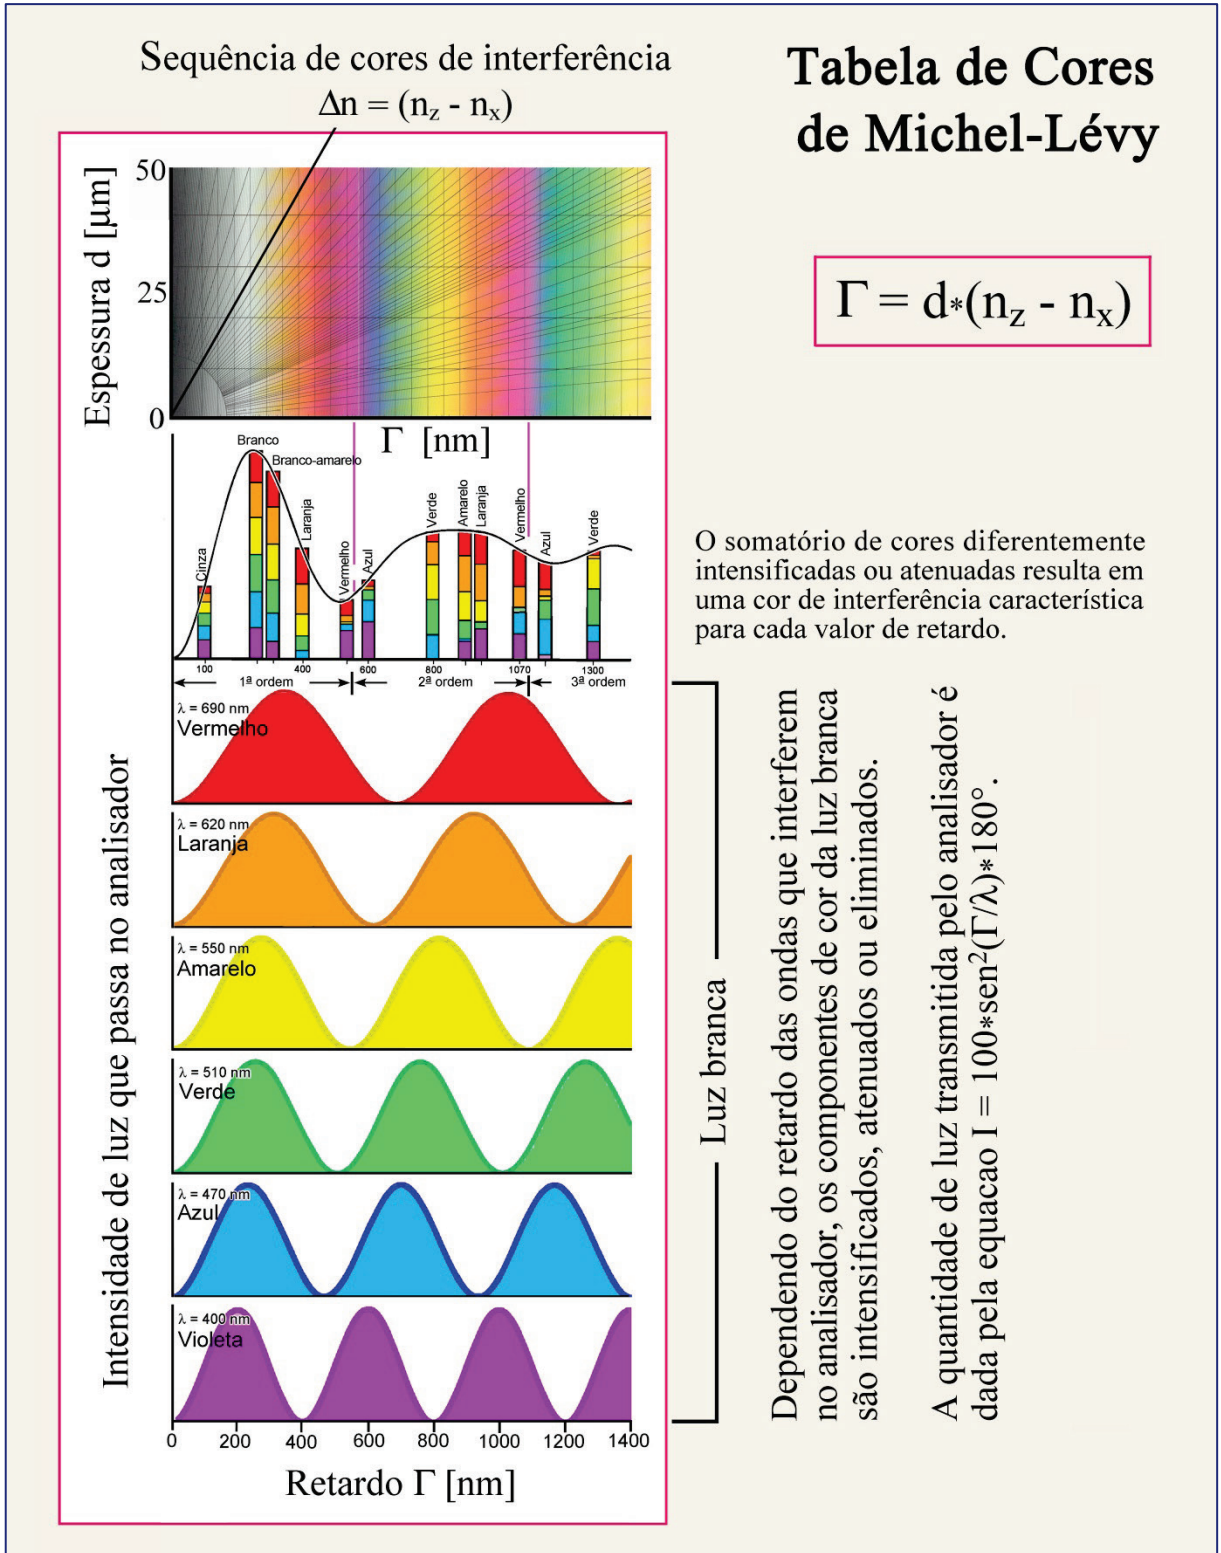 Sequência de cores de interferência
Δn = (n_z - n_x)
Tabela de Cores
de Michel-Lévy
Espessura d [μm]
50
25
0
Γ [nm]
Γ = d*(n_z - n_x)
Cinza
Branco
Branco-amarelo
Laranja
Vermelho
Azul
Verde
Amarelo
Laranja
Vermelho
Azul
Verde
100
400
600
800
1070
1300
1ª ordem
2ª ordem
3ª ordem
O somatório de cores diferentemente
intensificadas ou atenuadas resulta em
uma cor de interferência característica
para cada valor de retardo.
Intensidade de luz que passa no analisador
λ = 690 nm
Vermelho
λ = 620 nm
Laranja
λ = 550 nm
Amarelo
λ = 510 nm
Verde
λ = 470 nm
Azul
λ = 400 nm
Violeta
0 200 400 600 800 1000 1200 1400
Retardo Γ [nm]
Luz branca
Dependendo do retardo das ondas que interferem
no analisador, os componentes de cor da luz branca
são intensificados, atenuados ou eliminados.
A quantidade de luz transmitida pelo analisador é
dada pela equacao I = 100*sen²(Γ/λ)*180°.